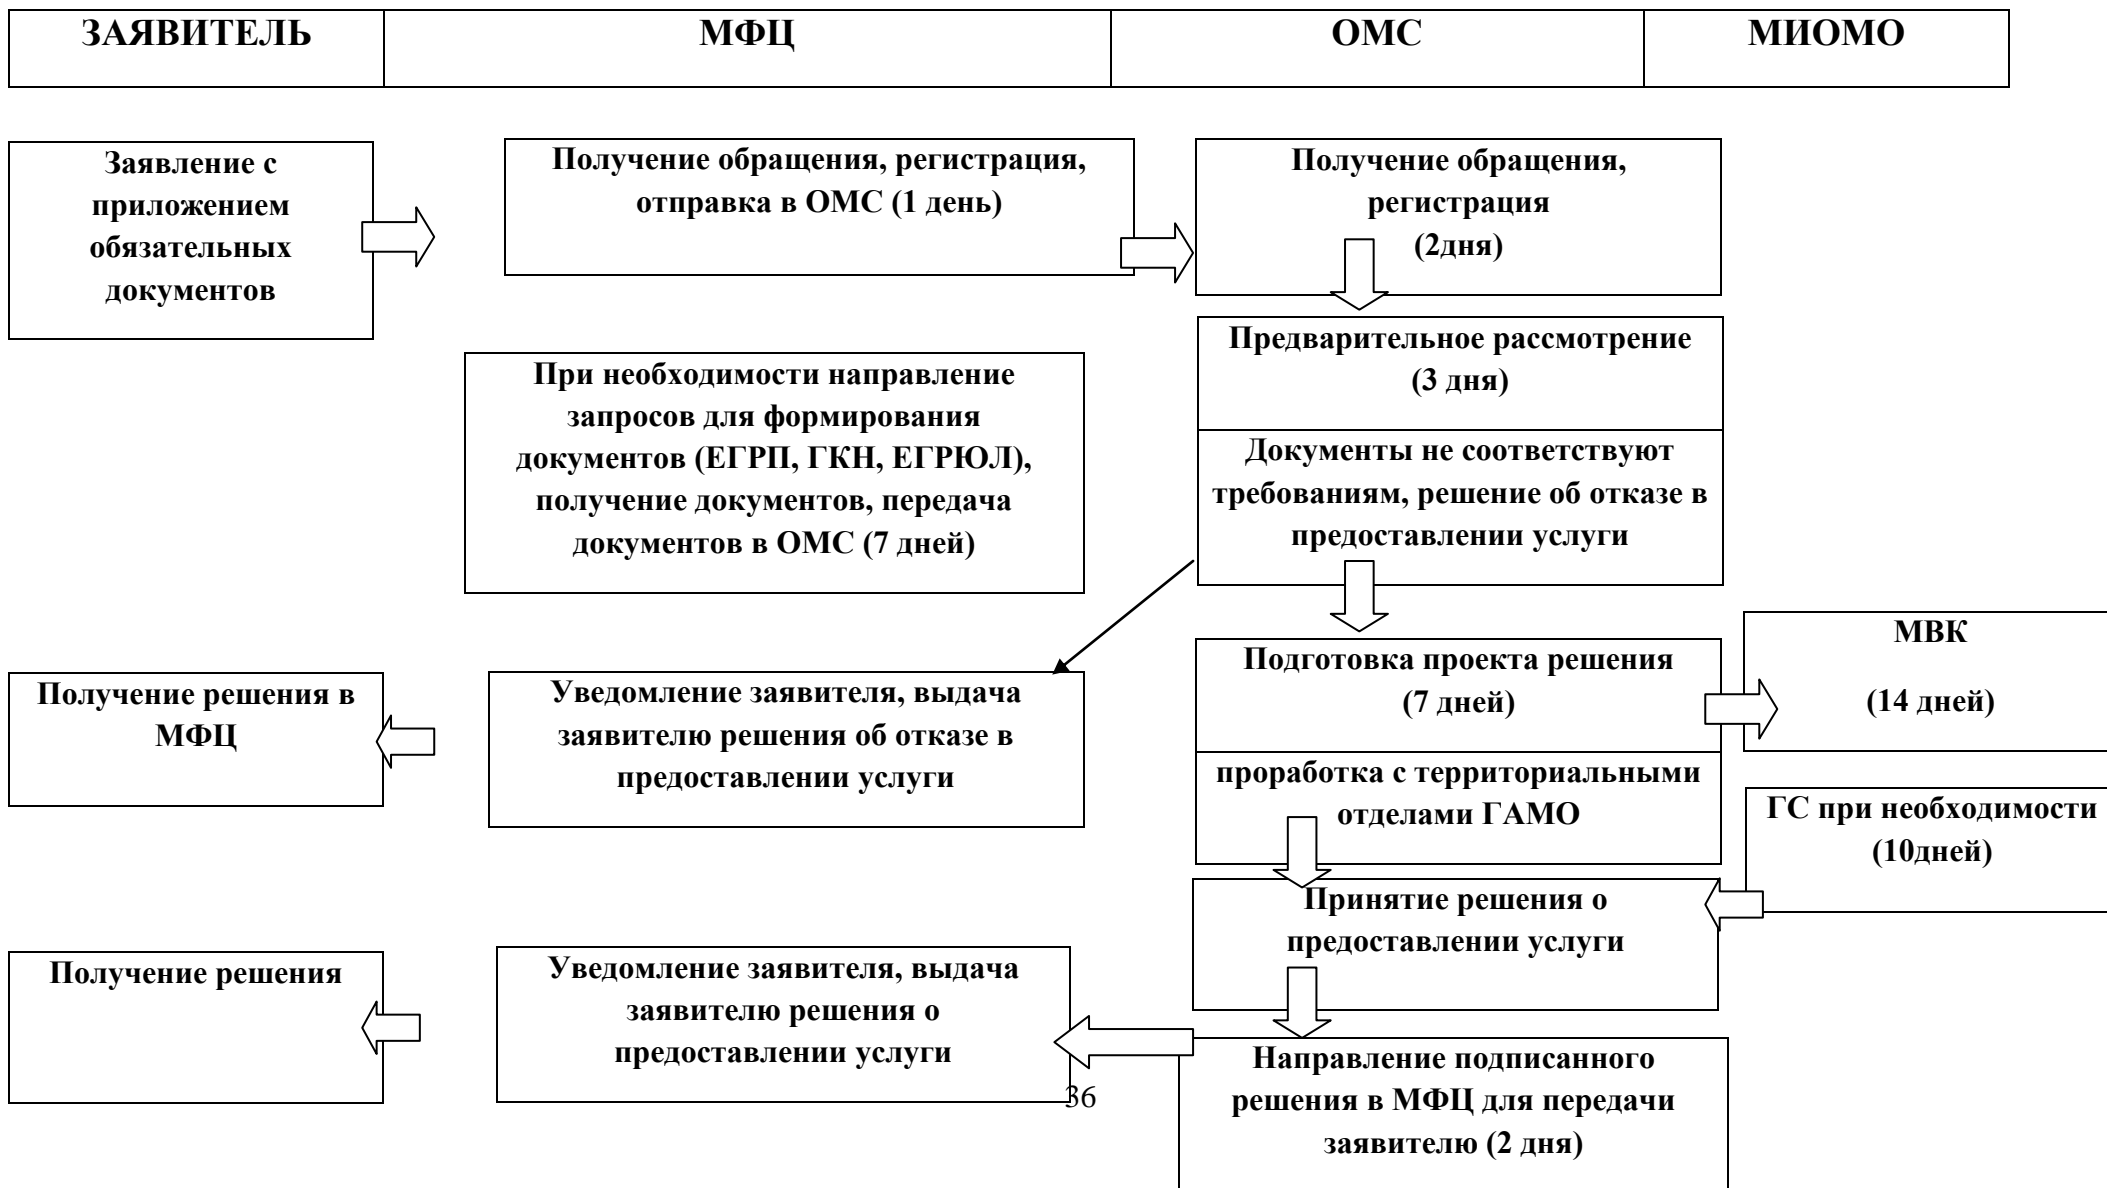 ЗАЯВИТЕЛЬ
МФЦ
ОМС
МИОМО
Заявление с
приложением
обязательных
документов
Получение обращения, регистрация,
отправка в ОМС (1 день)
Получение обращения,
регистрация
(2дня)
При необходимости направление
запросов для формирования
документов (ЕГРП, ГКН, ЕГРЮЛ),
получение документов, передача
документов в ОМС (7 дней)
Предварительное рассмотрение
(3 дня)
Документы не соответствуют
требованиям, решение об отказе в
предоставлении услуги
Получение решения в
МФЦ
Уведомление заявителя, выдача
заявителю решения об отказе в
предоставлении услуги
Подготовка проекта решения
(7 дней)
проработка с территориальными
отделами ГАМО
МВК
(14 дней)
ГС при необходимости
(10дней)
Принятие решения о
предоставлении услуги
Получение решения
Уведомление заявителя, выдача
заявителю решения о
предоставлении услуги
Направление подписанного
решения в МФЦ для передачи
заявителю (2 дня)
36